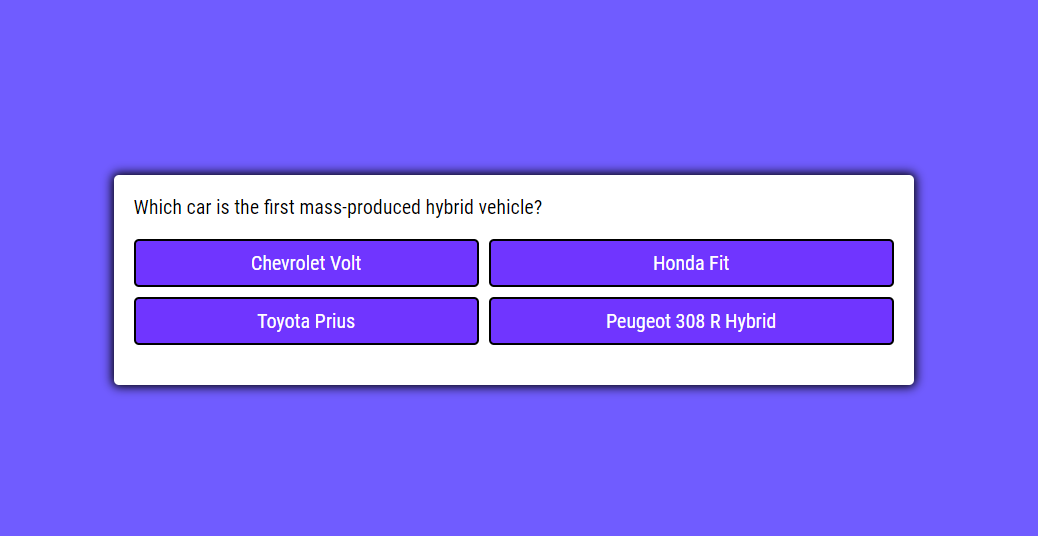 Which car is the first mass-produced hybrid vehicle?
Chevrolet Volt
Honda Fit
Toyota Prius
Peugeot 308 R Hybrid